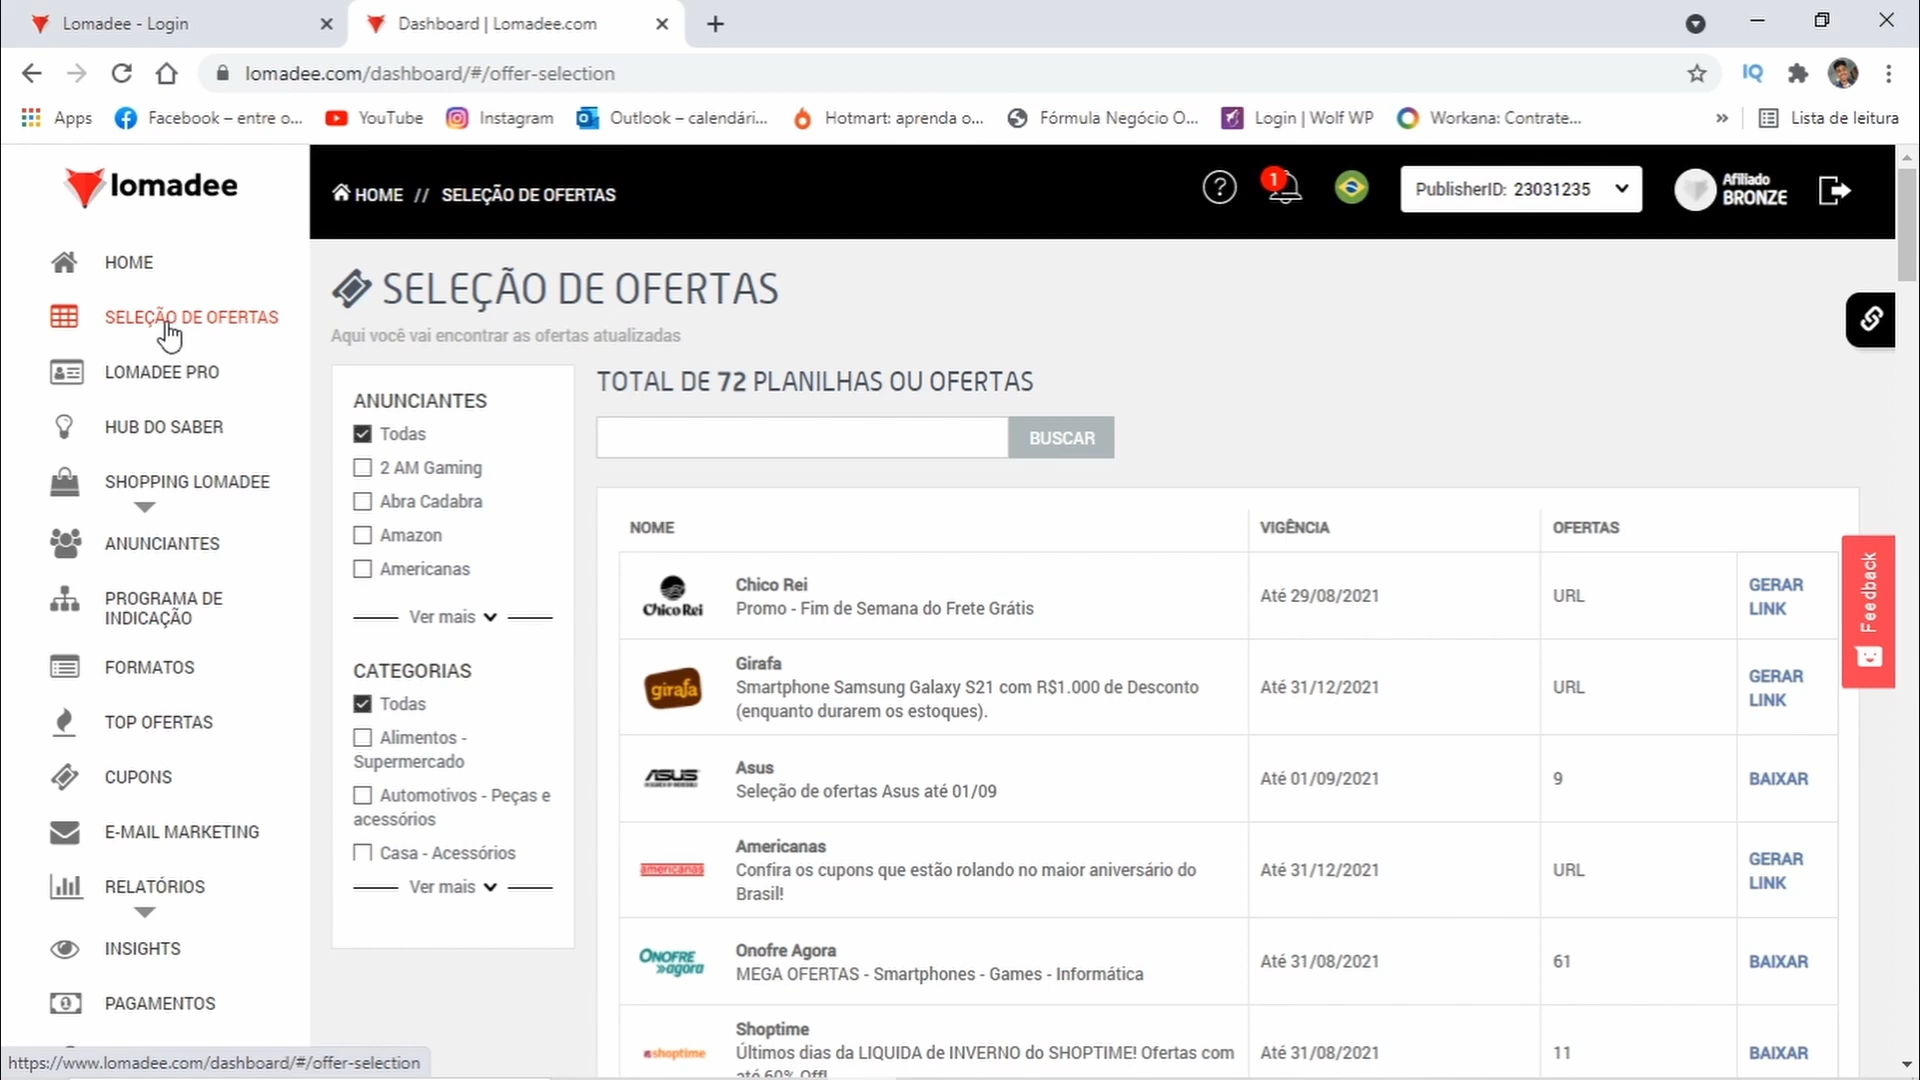 Lomadee - Login
Dashboard | Lomadee.com
lomadee.com/dashboard/#/offer-selection
IQ
Apps
Facebook – entre o...
YouTube
Instagram
Outlook – calendári...
Hotmart: aprenda o...
Fórmula Negócio O...
Login | Wolf WP
Workana: Contrate...
»
Lista de leitura
lomadee
HOME // SELEÇÃO DE OFERTAS
?
1
PublisherID: 23031235
Afiliado
BRONZE
HOME
SELEÇÃO DE OFERTAS
LOMADEE PRO
HUB DO SABER
SHOPPING LOMADEE
ANUNCIANTES
PROGRAMA DE
INDICAÇÃO
FORMATOS
TOP OFERTAS
CUPONS
E-MAIL MARKETING
RELATÓRIOS
INSIGHTS
PAGAMENTOS
https://www.lomadee.com/dashboard/#/offer-selection
SELEÇÃO DE OFERTAS
Aqui você vai encontrar as ofertas atualizadas
ANUNCIANTES
Todas
2 AM Gaming
Abra Cadabra
Amazon
Americanas
Ver mais
CATEGORIAS
Todas
Alimentos -
Supermercado
Automotivos - Peças e
acessórios
Casa - Acessórios
Ver mais
TOTAL DE 72 PLANILHAS OU OFERTAS
BUSCAR
NOME
VIGÊNCIA
OFERTAS
Chico Rei
Chico Rei
Promo - Fim de Semana do Frete Grátis
Até 29/08/2021
URL
GERAR
LINK
girafa
Girafa
Smartphone Samsung Galaxy S21 com R$1.000 de Desconto
(enquanto durarem os estoques).
Até 31/12/2021
URL
GERAR
LINK
ASUS
Asus
Seleção de ofertas Asus até 01/09
Até 01/09/2021
9
BAIXAR
americanas
Americanas
Confira os cupons que estão rolando no maior aniversário do
Brasil!
Até 31/12/2021
URL
GERAR
LINK
ONOFRE
»agora
Onofre Agora
MEGA OFERTAS - Smartphones - Games - Informática
Até 31/08/2021
61
BAIXAR
shoptime
Shoptime
Últimos dias da LIQUIDA de INVERNO do SHOPTIME! Ofertas com
até 60% Off!
Até 31/08/2021
11
BAIXAR
Feedback